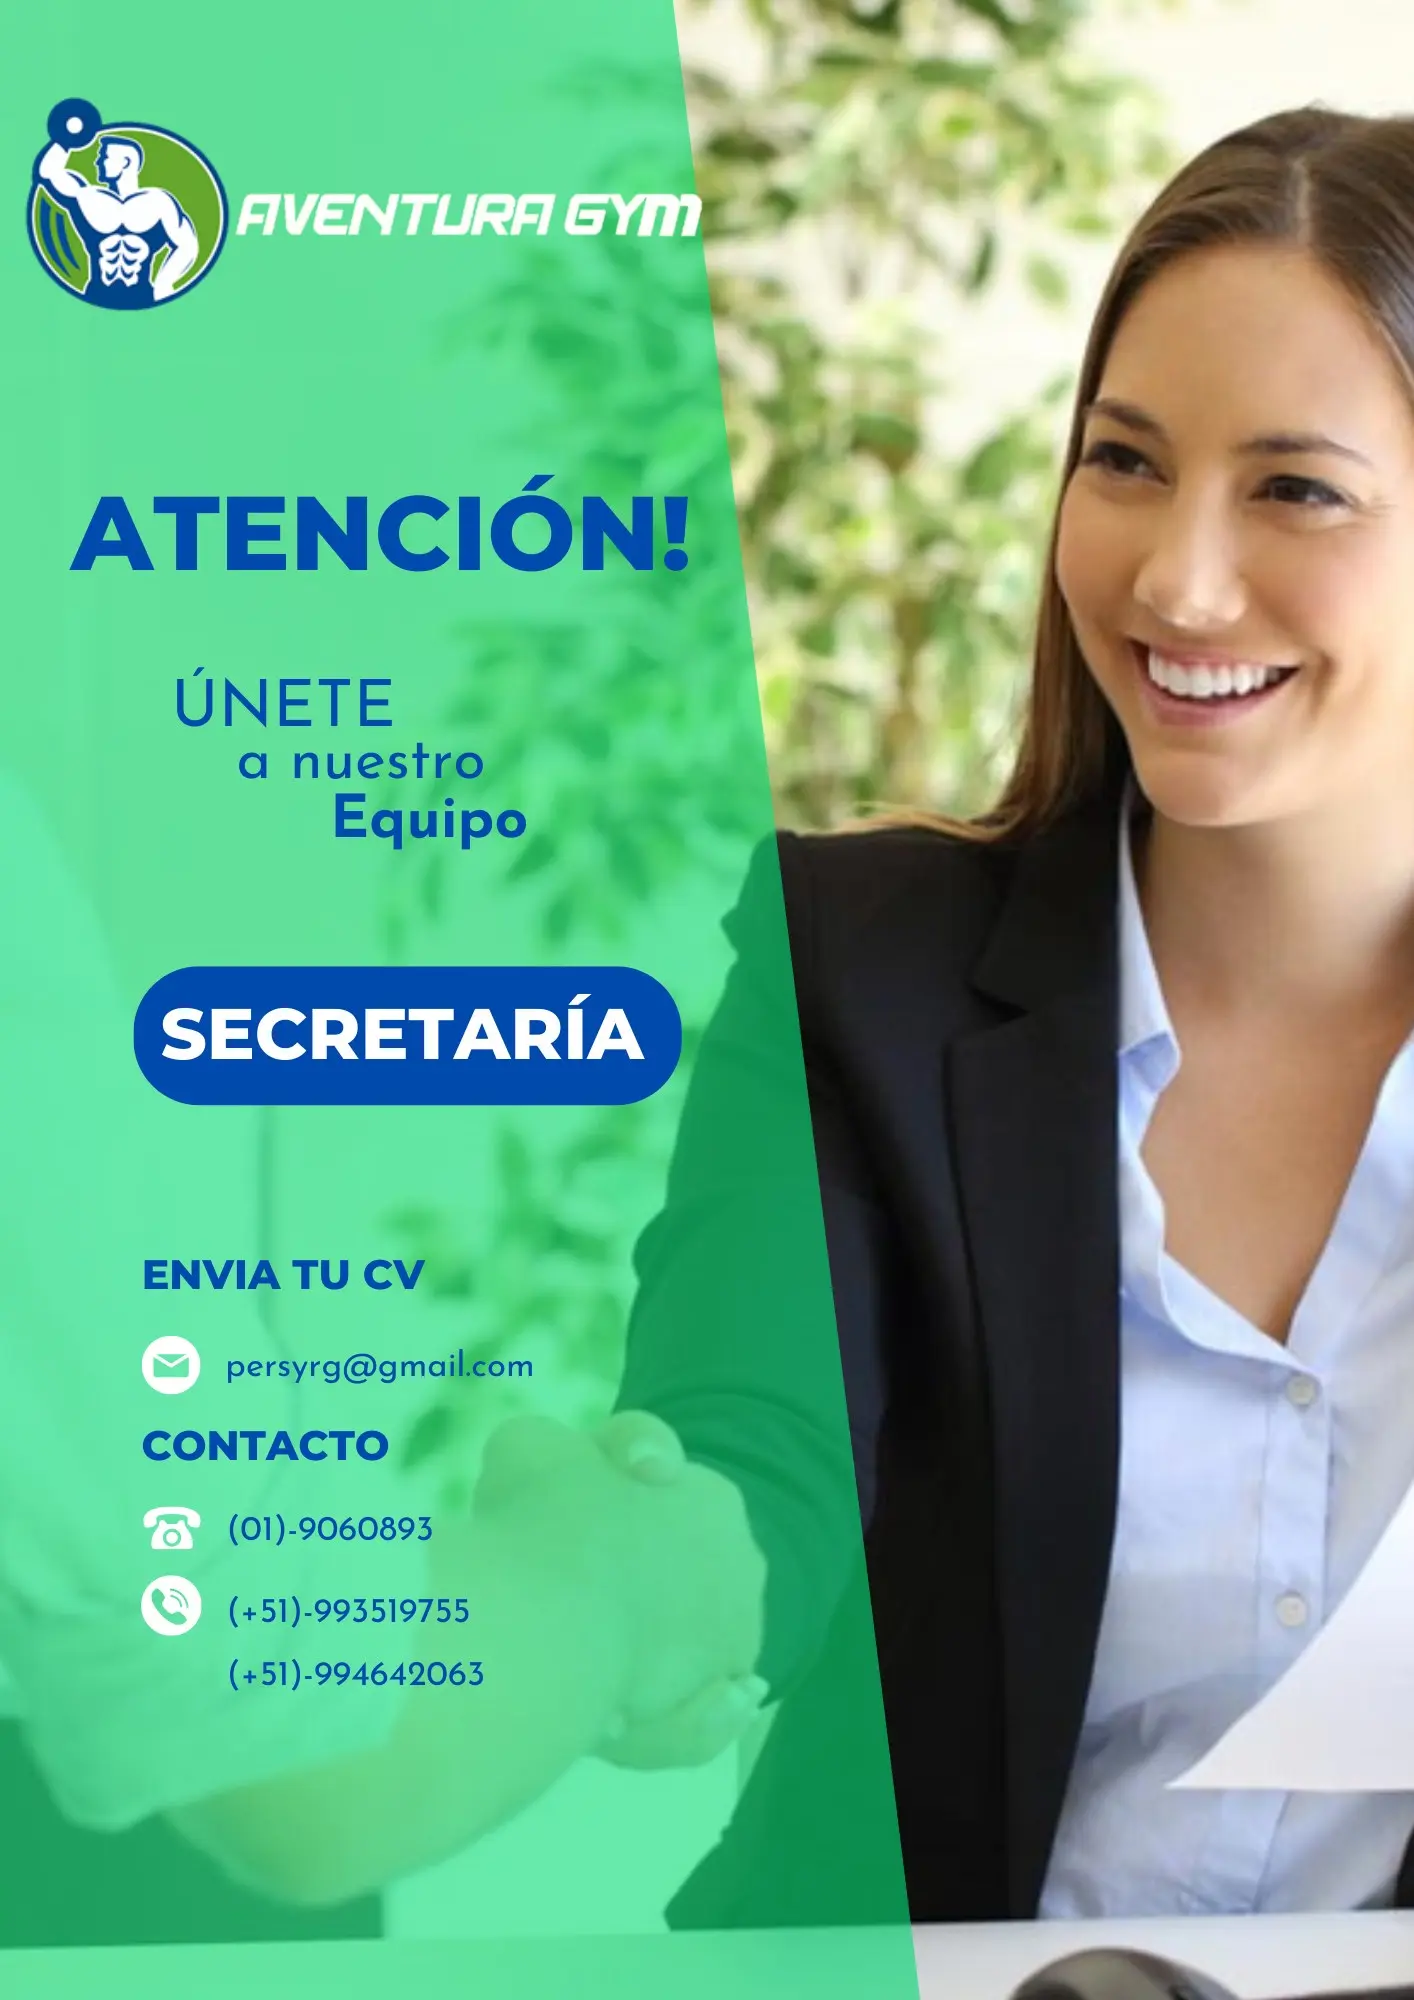 AVENTURA GYM
ATENCIÓN!
ÚNETE
a nuestro
Equipo
SECRETARÍA
ENVIA TU CV
persyrg@gmail.com
CONTACTO
(01)-9060893
(+51)-993519755
(+51)-994642063